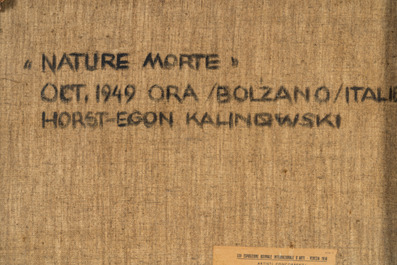 "NATURE MORTE"
OCT, 1949 ORA /BOLZANO/ITALIE
HORST-EGON KALINOWSKI